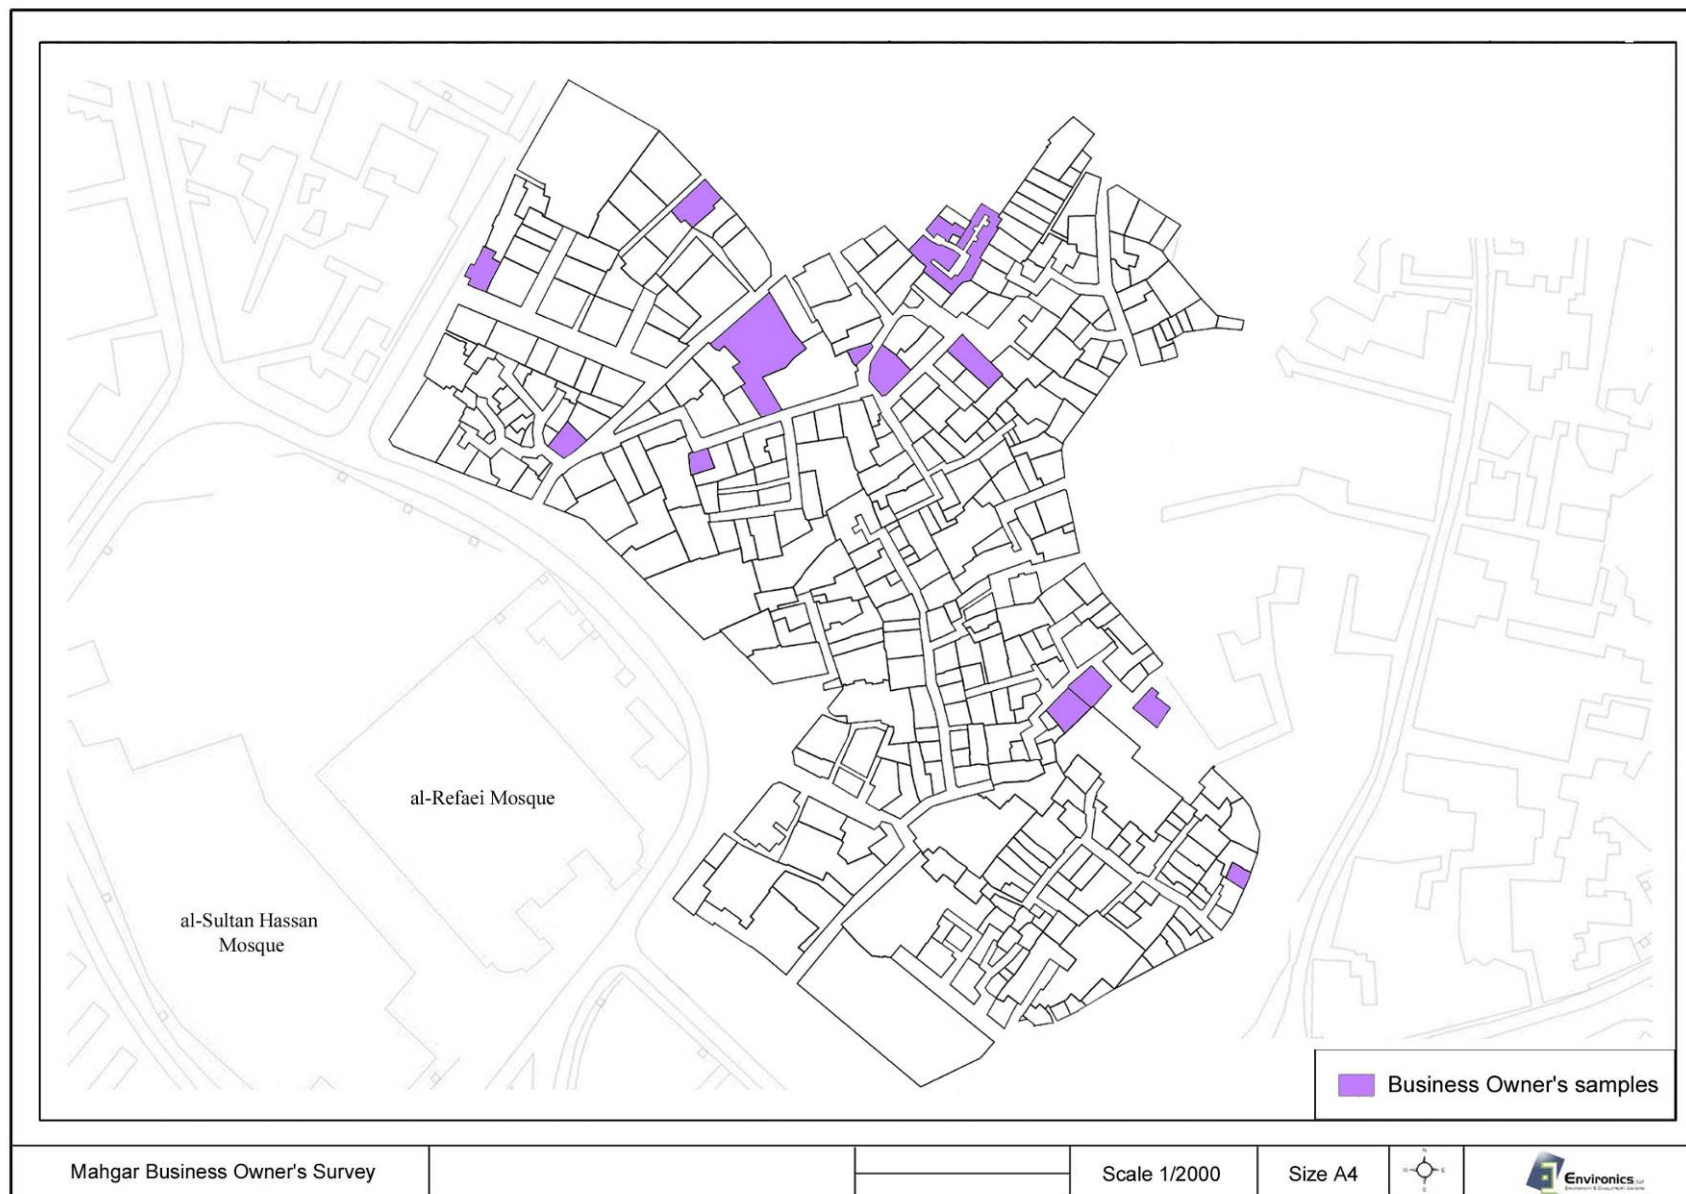 al-Refaei Mosque
al-Sultan Hassan
Mosque
Business Owner's samples
Mahgar Business Owner's Survey
Scale 1/2000
Size A4
N
W
E
S
Environics